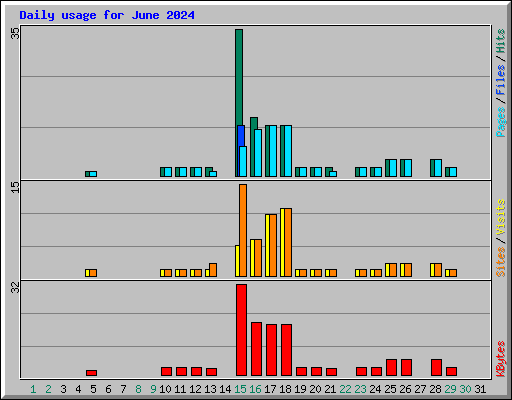 Daily usage for June 2024
35
Pages / Files / Hits
15
Sites / Visits
32
KBytes
1 2 3 4 5 6 7 8 9 10 11 12 13 14 15 16 17 18 19 20 21 22 23 24 25 26 27 28 29 30 31